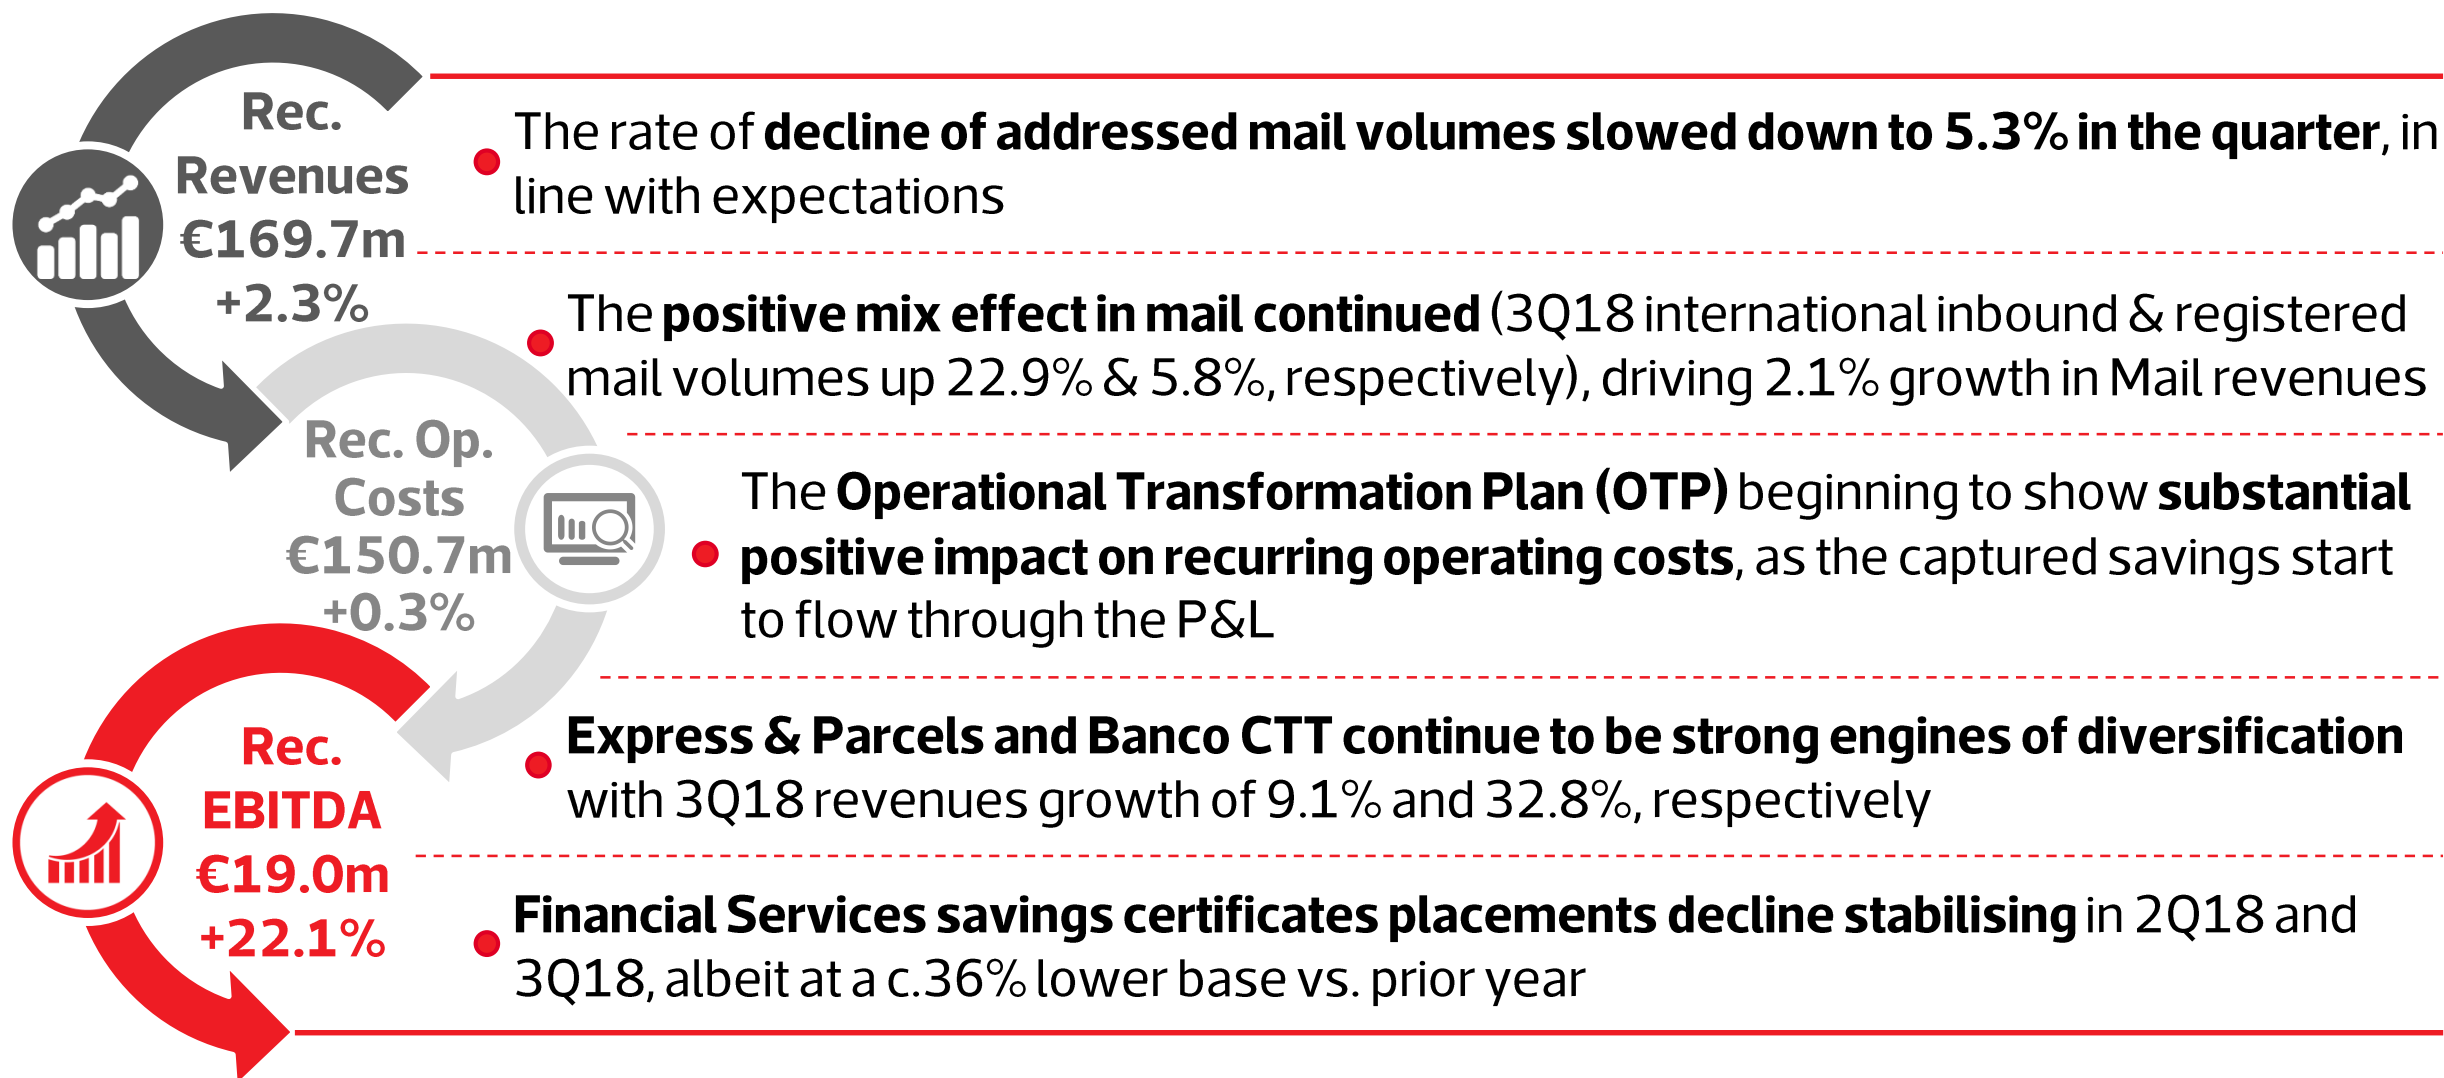 Rec.
Revenues
€169.7m
+2.3%
The rate of decline of addressed mail volumes slowed down to 5.3% in the quarter, in
line with expectations
The positive mix effect in mail continued (3Q18 international inbound & registered
mail volumes up 22.9% & 5.8%, respectively), driving 2.1% growth in Mail revenues
Rec. Op.
Costs
€150.7m
+0.3%
The Operational Transformation Plan (OTP) beginning to show substantial
positive impact on recurring operating costs, as the captured savings start
to flow through the P&L
Rec.
EBITDA
€19.0m
+22.1%
Express & Parcels and Banco CTT continue to be strong engines of diversification
with 3Q18 revenues growth of 9.1% and 32.8%, respectively
Financial Services savings certificates placements decline stabilising in 2Q18 and
3Q18, albeit at a c.36% lower base vs. prior year